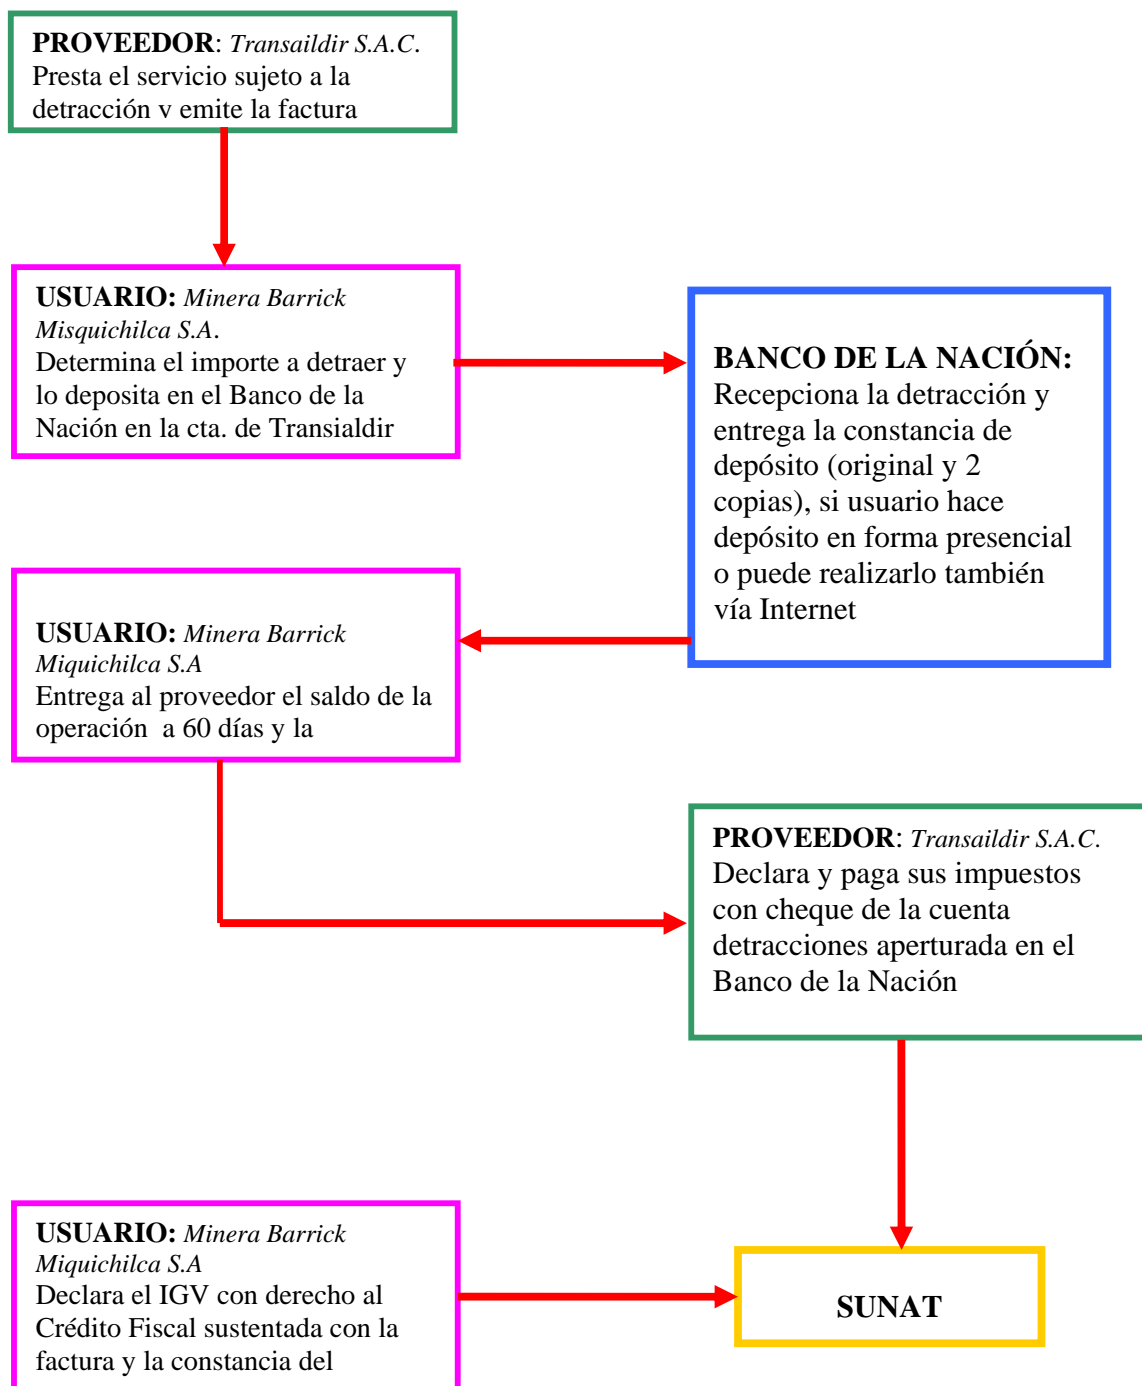 PROVEEDOR: Transaildir S.A.C.
Presta el servicio sujeto a la
detracción v emite la factura
USUARIO: Minera Barrick
Misquichilca S.A.
Determina el importe a detraer y
lo deposita en el Banco de la
Nación en la cta. de Transialdir
BANCO DE LA NACIÓN:
Recepciona la detracción y
entrega la constancia de
depósito (original y 2
copias), si usuario hace
depósito en forma presencial
o puede realizarlo también
vía Internet
USUARIO: Minera Barrick
Miquichilca S.A
Entrega al proveedor el saldo de la
operación a 60 días y la
PROVEEDOR: Transaildir S.A.C.
Declara y paga sus impuestos
con cheque de la cuenta
detracciones aperturada en el
Banco de la Nación
USUARIO: Minera Barrick
Miquichilca S.A
Declara el IGV con derecho al
Crédito Fiscal sustentada con la
factura y la constancia del
SUNAT